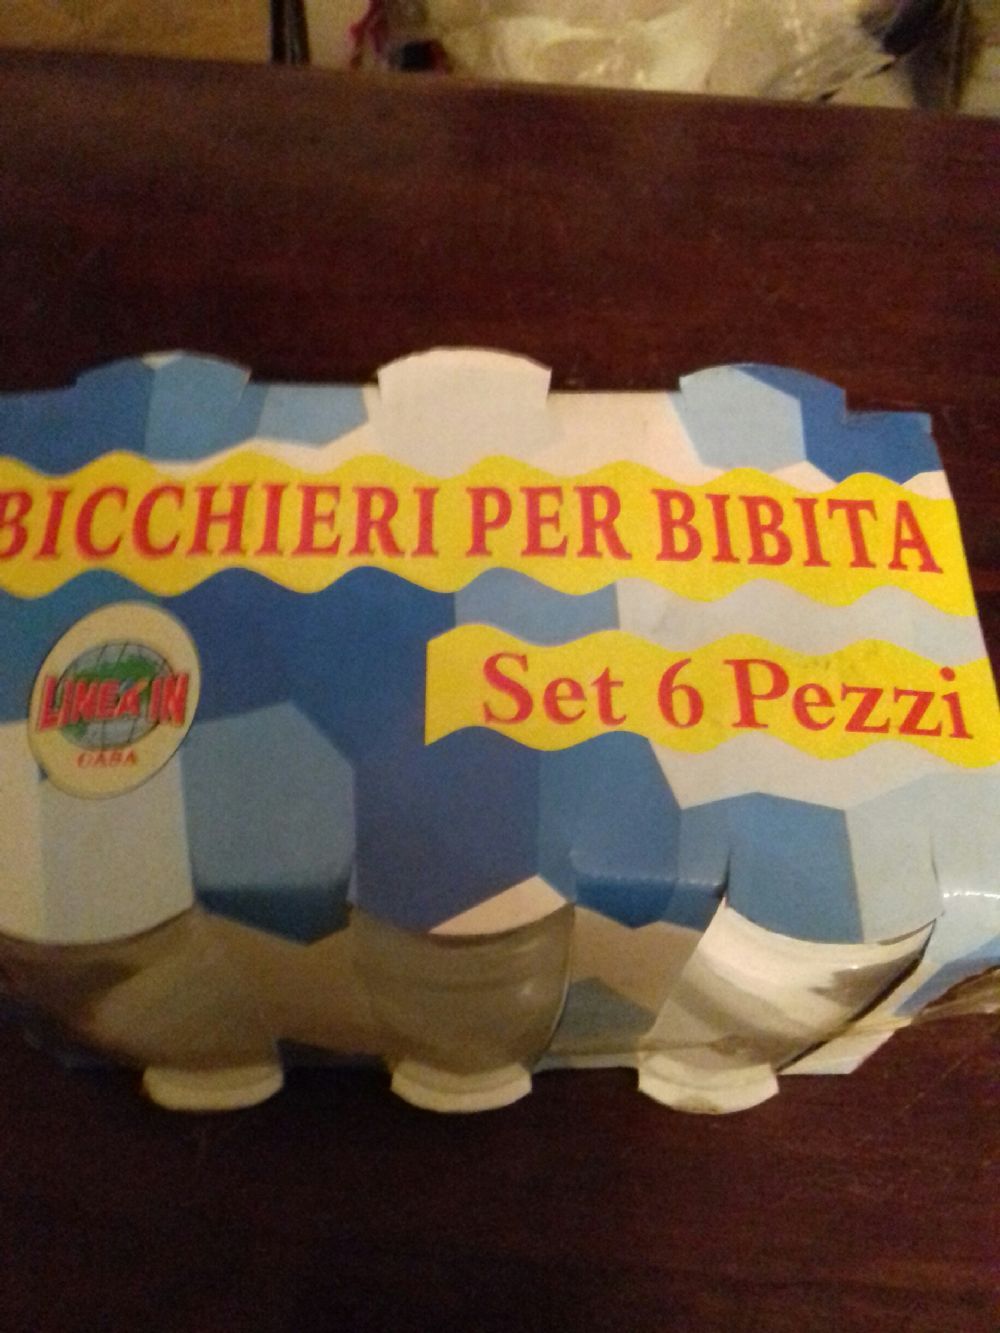 BICCHIERI PER BIBITA
Set 6 Pezzi
LINEA IN
CASA